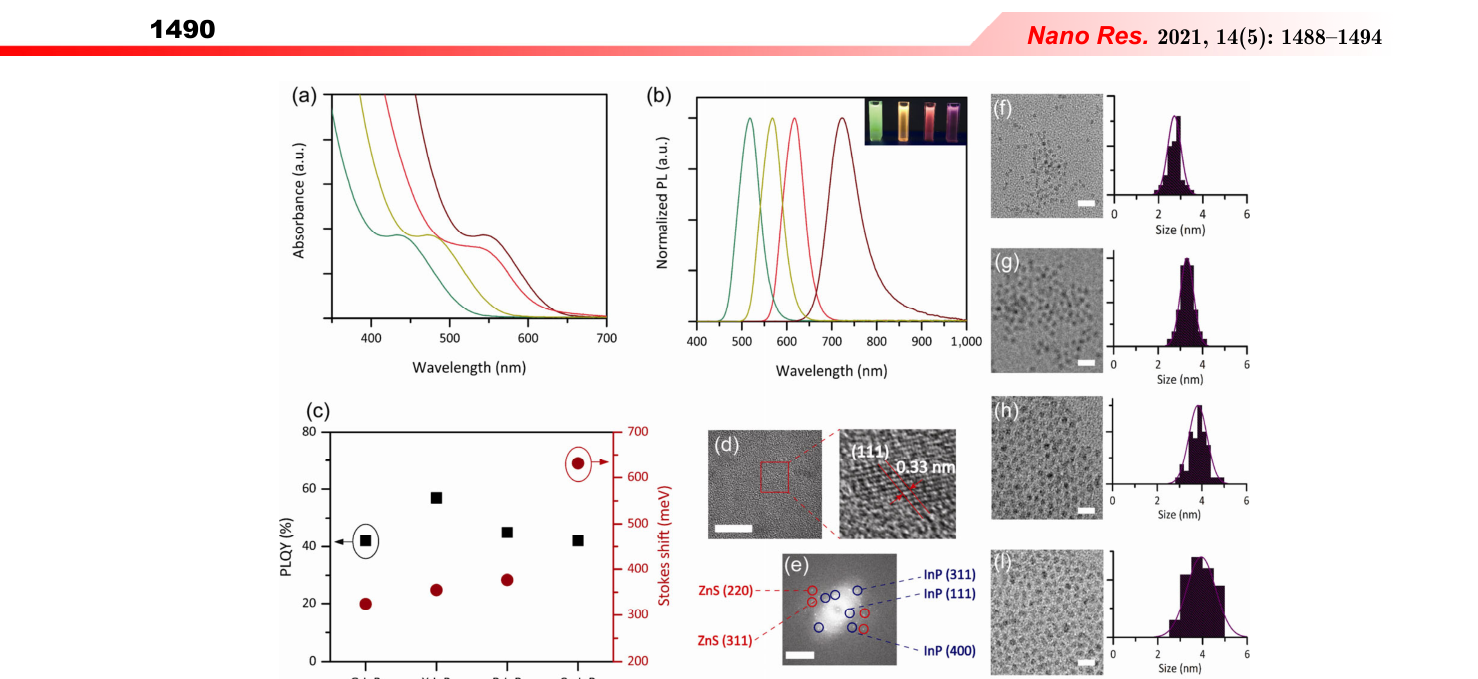 1490
Nano Res. 2021, 14(5): 1488–1494
(a)
Absorbance (a.u.)
400 500 600 700
Wavelength (nm)
(b)
Normalized PL (a.u.)
400 500 600 700 800 900 1,000
Wavelength (nm)
(c)
80
60
40
20
0
PLQY (%)
700
600
500
400
300
200
Stokes shift (meV)
(d)
(111)
0.33 nm
(e)
ZnS (220)
ZnS (311)
InP (311)
InP (111)
InP (400)
(f)
0 2 4 6
Size (nm)
(g)
0 2 4 6
Size (nm)
(h)
0 2 4 6
Size (nm)
(i)
0 2 4 6
Size (nm)